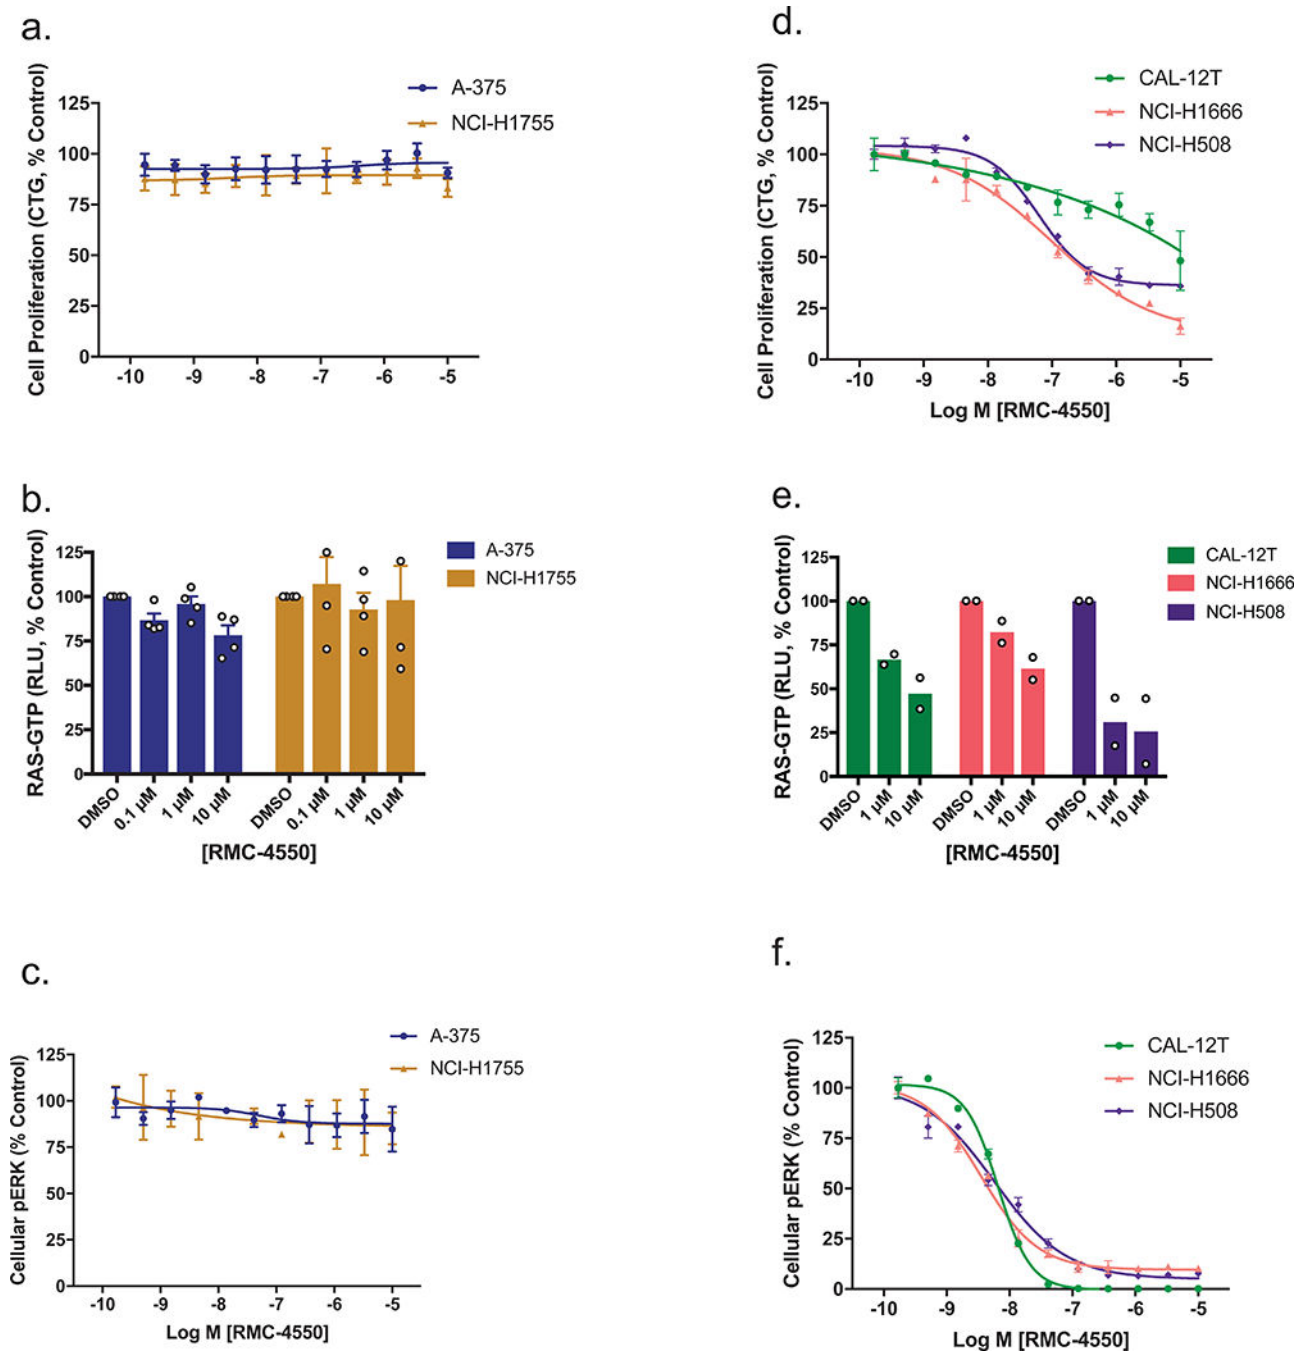 a.
A-375
NCI-H1755
Cell Proliferation (CTG, % Control)
125
100
75
50
25
0
-10 -9 -8 -7 -6 -5
d.
CAL-12T
NCI-H1666
NCI-H508
Cell Proliferation (CTG, % Control)
125
100
75
50
25
0
-10 -9 -8 -7 -6 -5
Log M [RMC-4550]
b.
A-375
NCI-H1755
RAS-GTP (RLU, % Control)
125
100
75
50
25
0
DMSO 0.1 µM 1 µM 10 µM DMSO 0.1 µM 1 µM 10 µM
[RMC-4550]
e.
CAL-12T
NCI-H1666
NCI-H508
RAS-GTP (RLU, % Control)
125
100
75
50
25
0
DMSO 1 µM 10 µM DMSO 1 µM 10 µM DMSO 1 µM 10 µM
[RMC-4550]
c.
A-375
NCI-H1755
Cellular pERK (% Control)
125
100
75
50
25
0
-10 -9 -8 -7 -6 -5
Log M [RMC-4550]
f.
CAL-12T
NCI-H1666
NCI-H508
Cellular pERK (% Control)
125
100
75
50
25
0
-10 -9 -8 -7 -6 -5
Log M [RMC-4550]